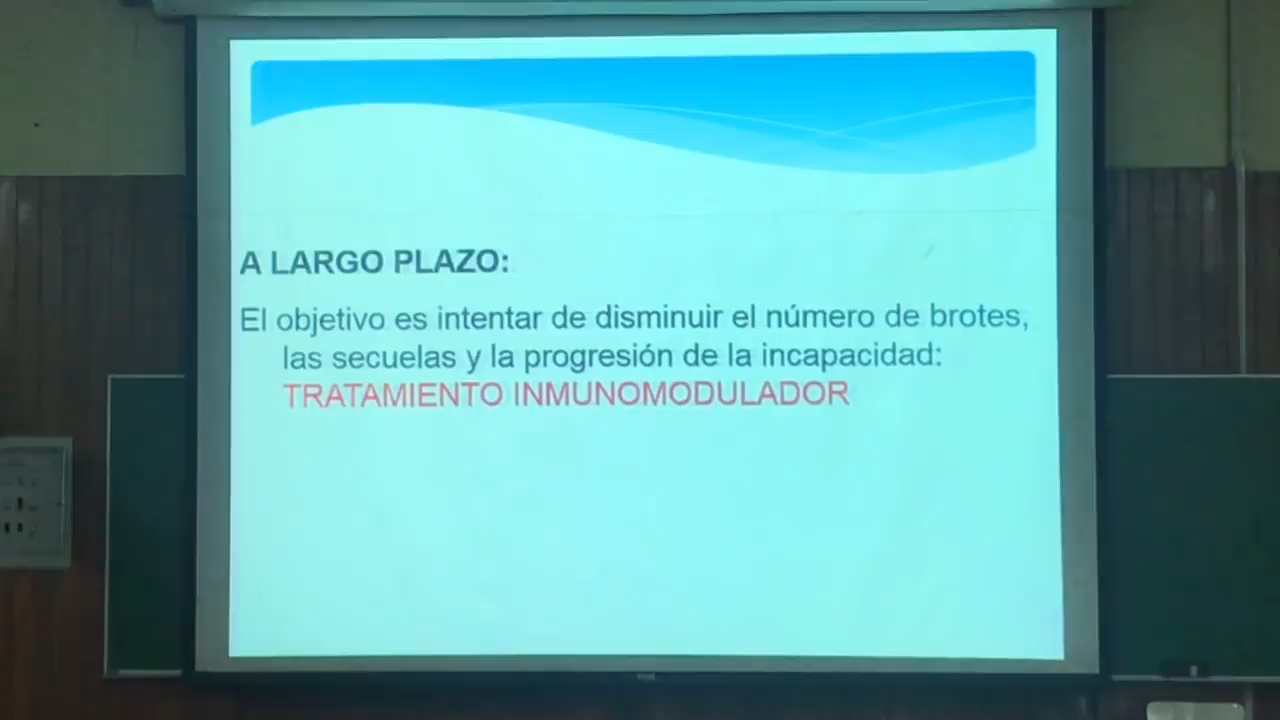 A LARGO PLAZO:
El objetivo es intentar de disminuir el número de brotes,
las secuelas y la progresión de la incapacidad:
TRATAMIENTO INMUNOMODULADOR